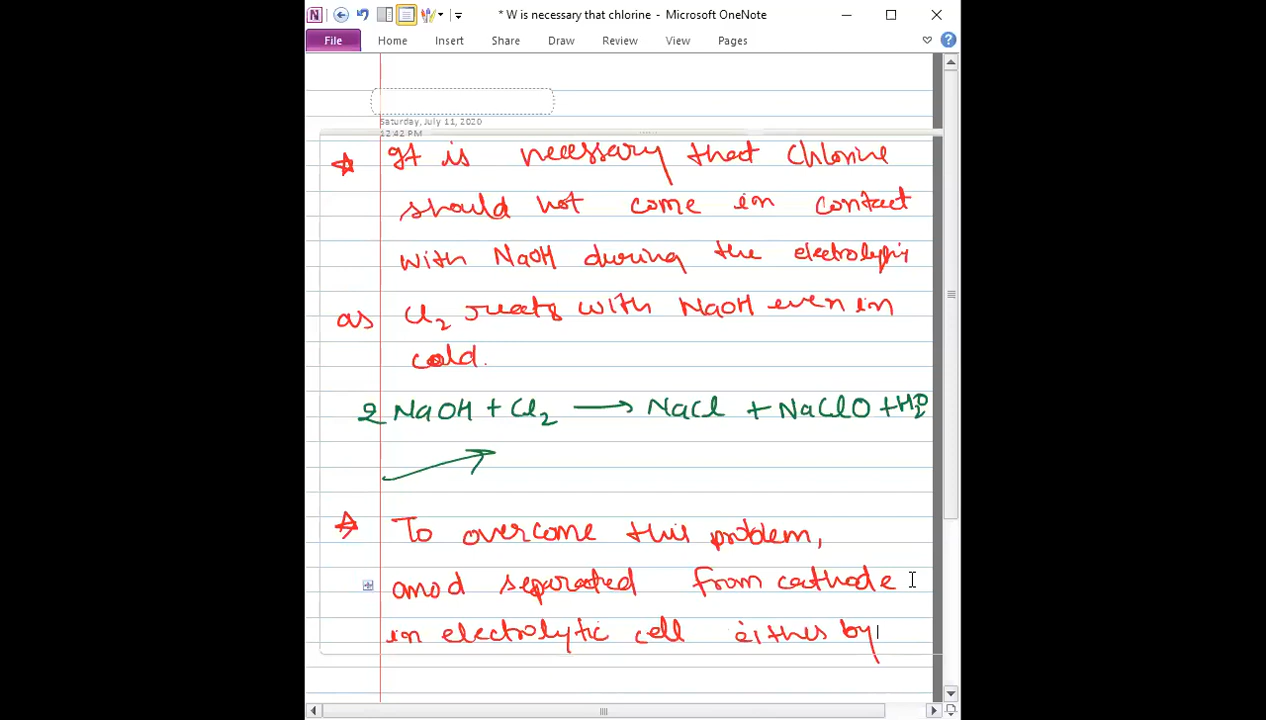 * W is necessary that chlorine - Microsoft OneNote
File Home Insert Share Draw Review View Pages
Saturday, July 11, 2020
12:42 PM
It is necessary that Chlorine
should not come in contact
with NaOH during the electrolysis
as Cl2 reacts with NaOH even in
cold.
2 NaOH + Cl2 → NaCl + NaClO + H2O
To overcome this problem,
anod separated from cathode
in electrolytic cell either by